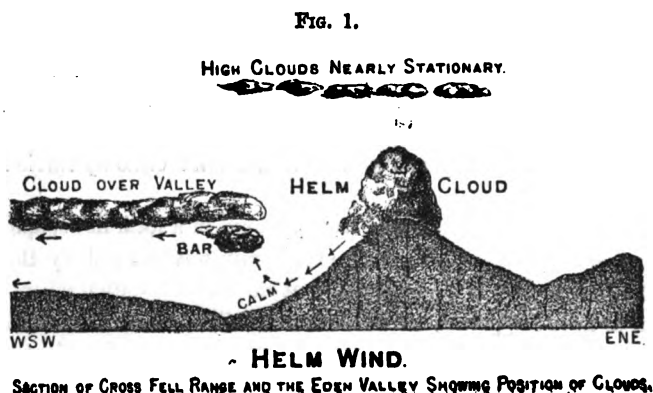 FIG. 1.
HIGH CLOUDS NEARLY STATIONARY.
CLOUD OVER VALLEY
HELM CLOUD
BAR
CALM
WSW
ENE.
HELM WIND.
SECTION OF CROSS FELL RANGE AND THE EDEN VALLEY SHOWING POSITION OF CLOUDS.